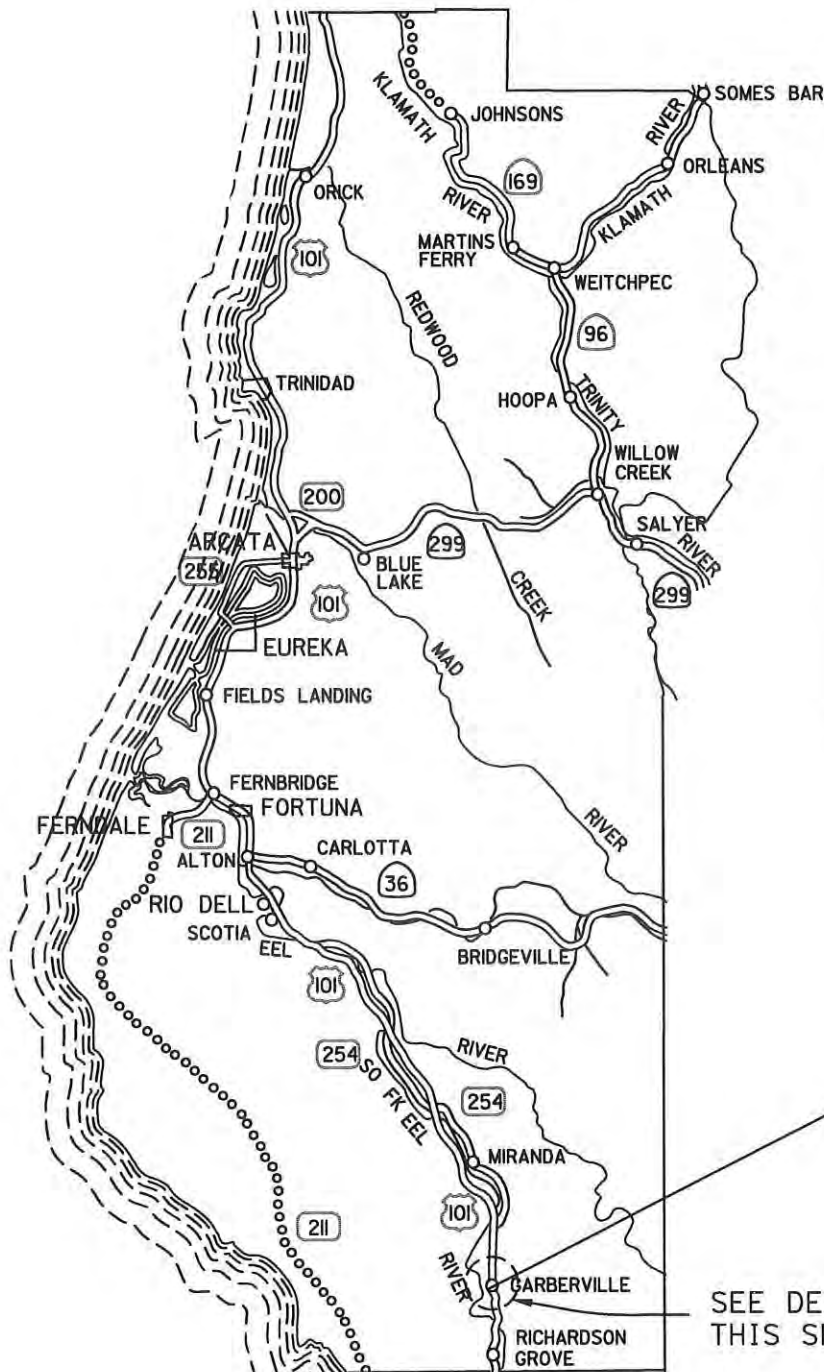 KLAMATH
RIVER
JOHNSONS
SOMES BAR
RIVER
ORLEANS
KLAMATH
169
ORICK
MARTINS
FERRY
WEITCHPEC
101
REDWOOD
96
TRINIDAD
HOOPA
TRINITY
WILLOW
CREEK
200
ARCATA
255
299
BLUE
LAKE
SALYER
RIVER
299
CREEK
101
MAD
EUREKA
FIELDS LANDING
FERNBRIDGE
FORTUNA
FERNDALE
211
RIVER
ALTON
CARLOTTA
36
RIO DELL
SCOTIA
EEL
BRIDGEVILLE
101
RIVER
254
SO FK EEL
254
MIRANDA
101
211
RIVER
GARBERVILLE
SEE DE
THIS S
RICHARDSON
GROVE